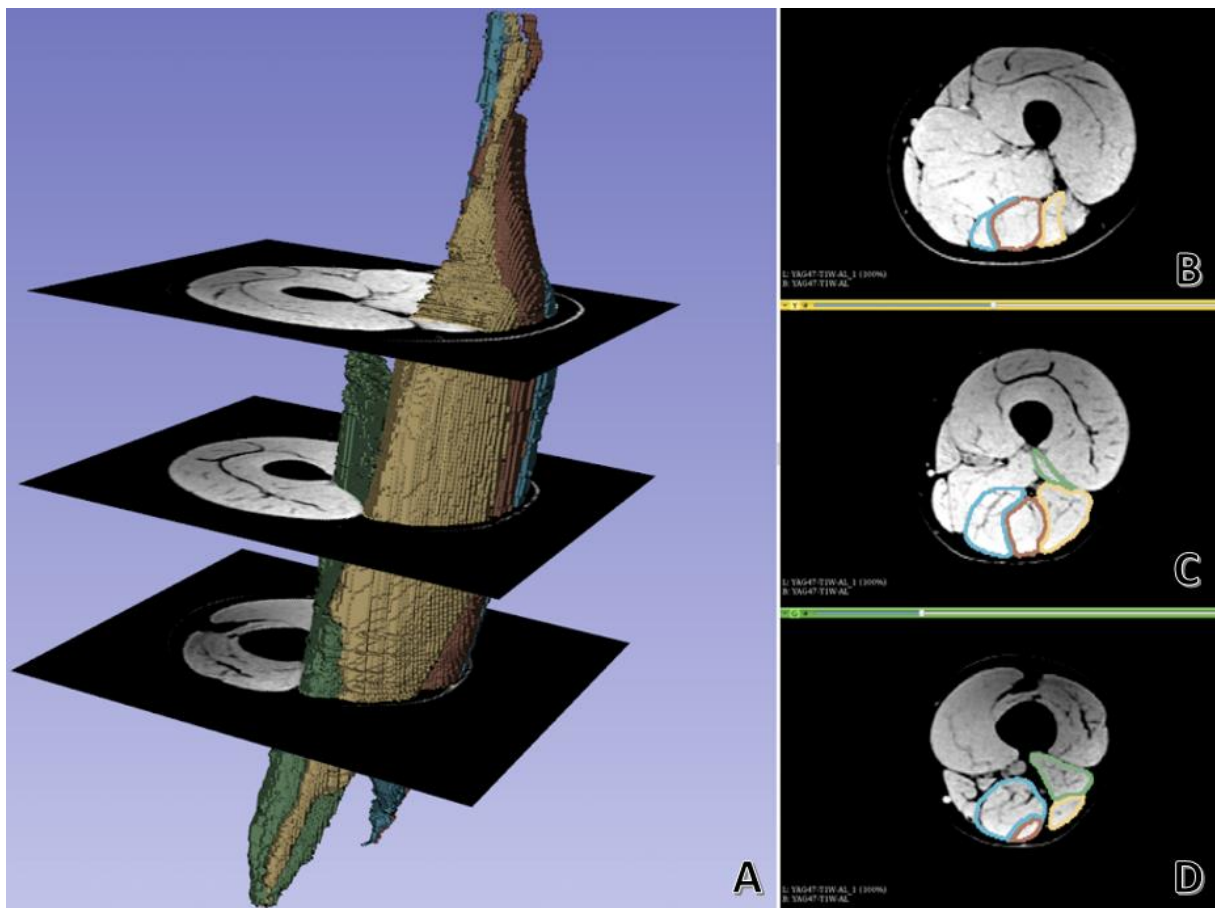 A
B
L: YAG47-T1W-AL_1 (100%)
B: YAG47-T1W-AL
Y
C
L: YAG47-T1W-AL_1 (100%)
B: YAG47-T1W-AL
G
D
L: YAG47-T1W-AL_1 (100%)
B: YAG47-T1W-AL